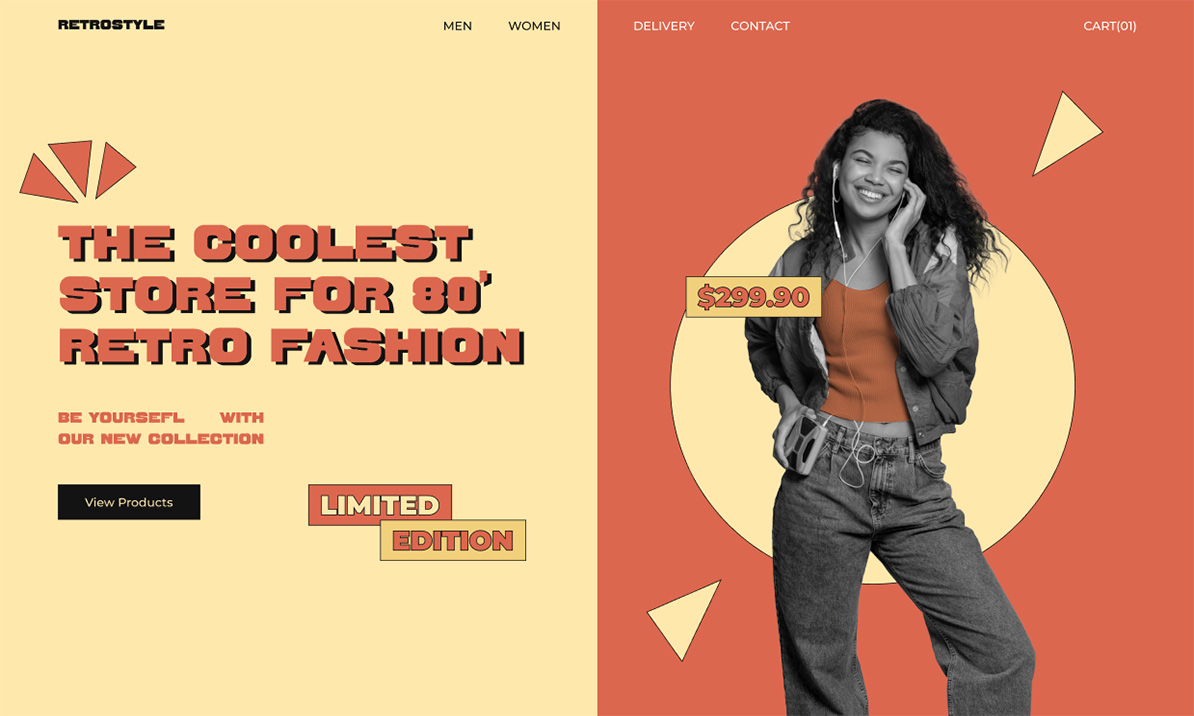 RETROSTYLE
MEN WOMEN DELIVERY CONTACT CART(01)
THE COOLEST
STORE FOR 80'
RETRO FASHION
$299.90
BE YOURSEFL WITH
OUR NEW COLLECTION
View Products
LIMITED
EDITION